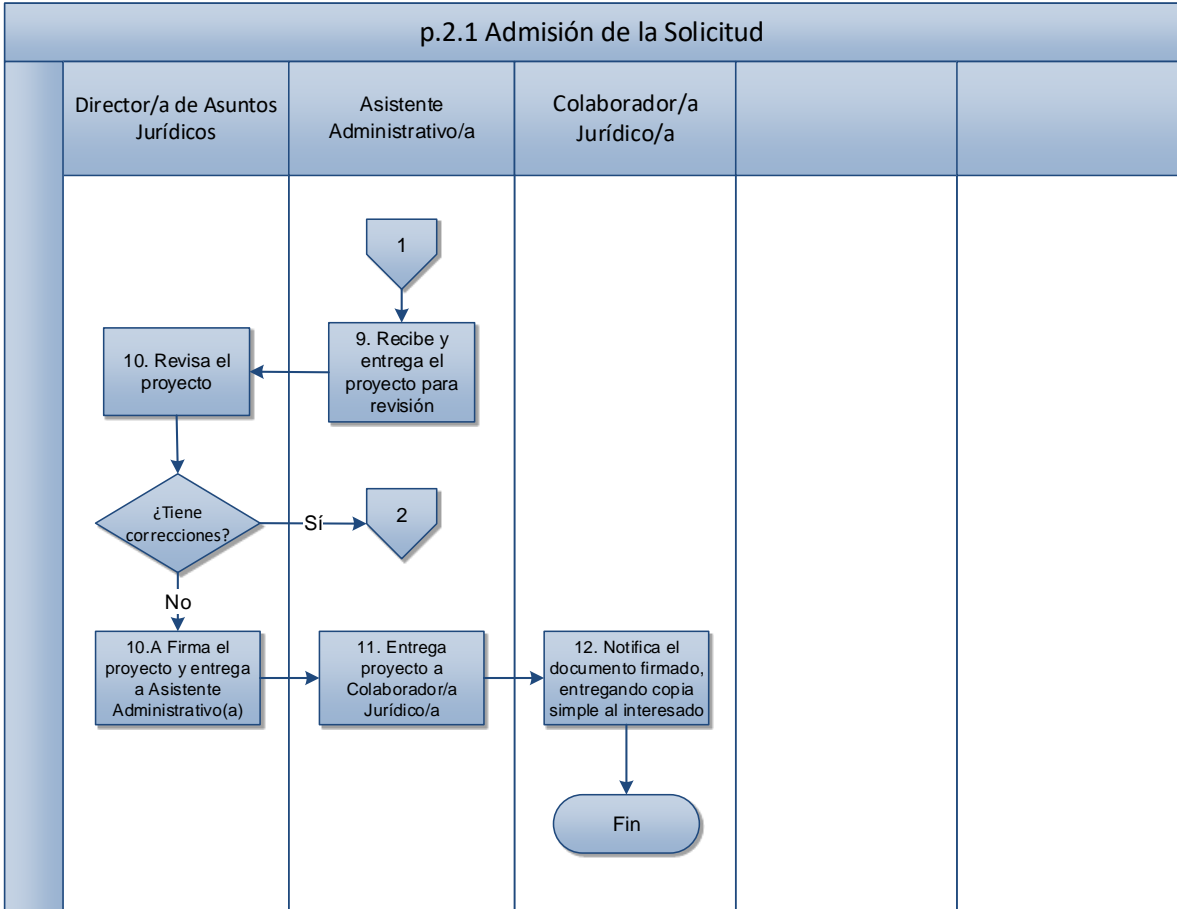 p.2.1 Admisión de la Solicitud
Director/a de Asuntos
Jurídicos
Asistente
Administrativo/a
Colaborador/a
Jurídico/a
1
9. Recibe y
entrega el
proyecto para
revisión
10. Revisa el
proyecto
¿Tiene
correcciones?
Sí
2
No
10.A Firma el
proyecto y entrega
a Asistente
Administrativo(a)
11. Entrega
proyecto a
Colaborador/a
Jurídico/a
12. Notifica el
documento firmado,
entregando copia
simple al interesado
Fin